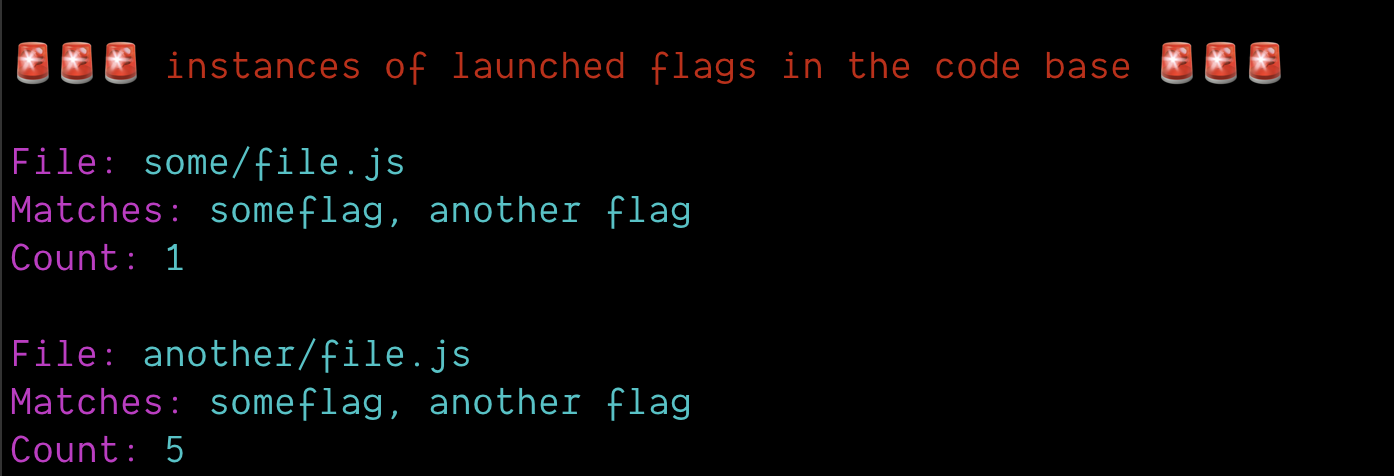 🚨🚨🚨 instances of launched flags in the code base 🚨🚨🚨
File: some/file.js
Matches: someflag, another flag
Count: 1
File: another/file.js
Matches: someflag, another flag
Count: 5